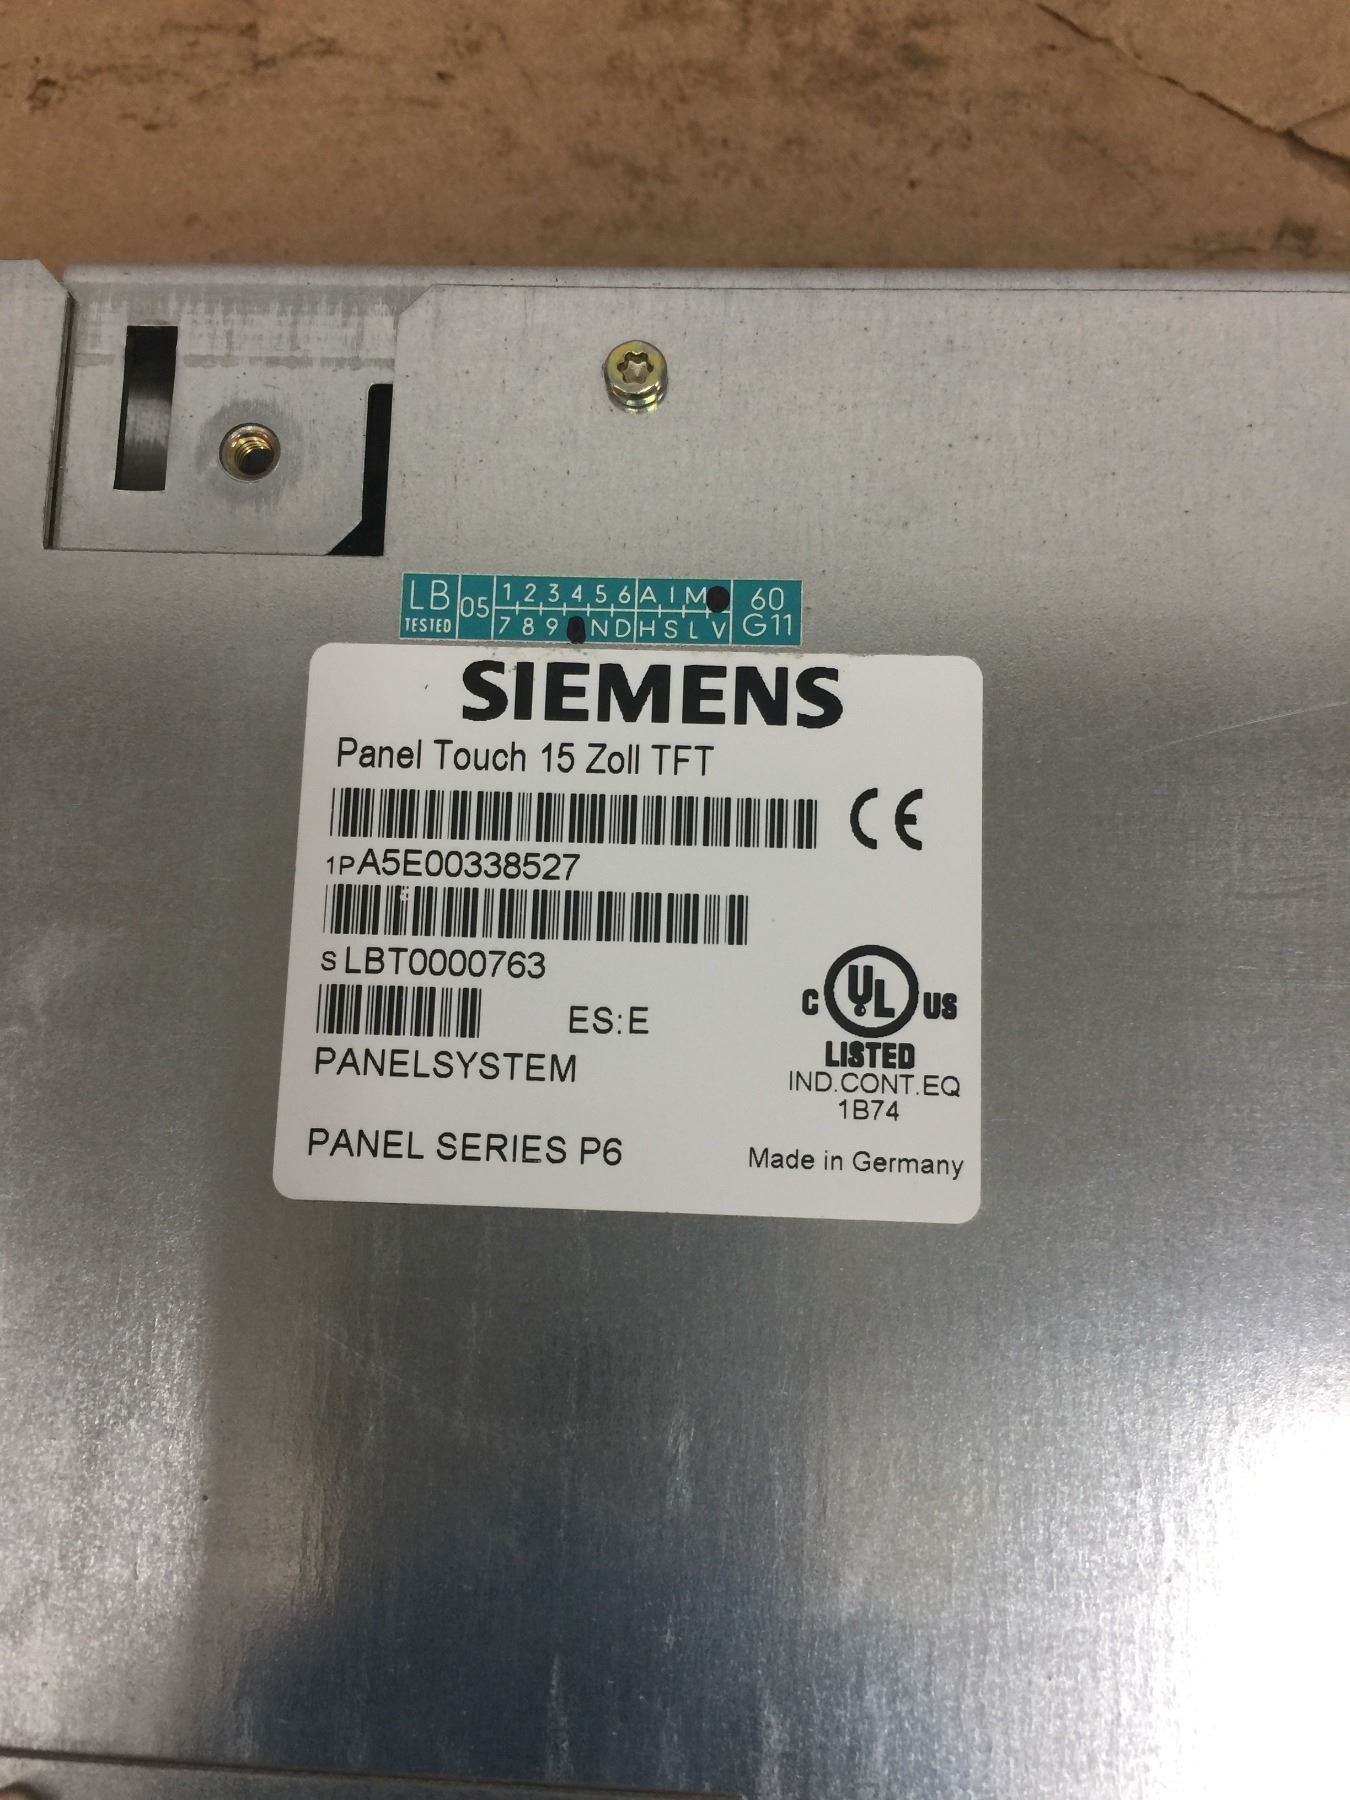 LB 05 1 2 3 4 5 6 A I M 60
TESTED 7 8 9 N D H S L V G11
SIEMENS
Panel Touch 15 Zoll TFT
CE
1P A5E00338527
S LBT0000763
ES:E
PANELSYSTEM
C UL US
LISTED
IND.CONT.EQ
1B74
PANEL SERIES P6
Made in Germany